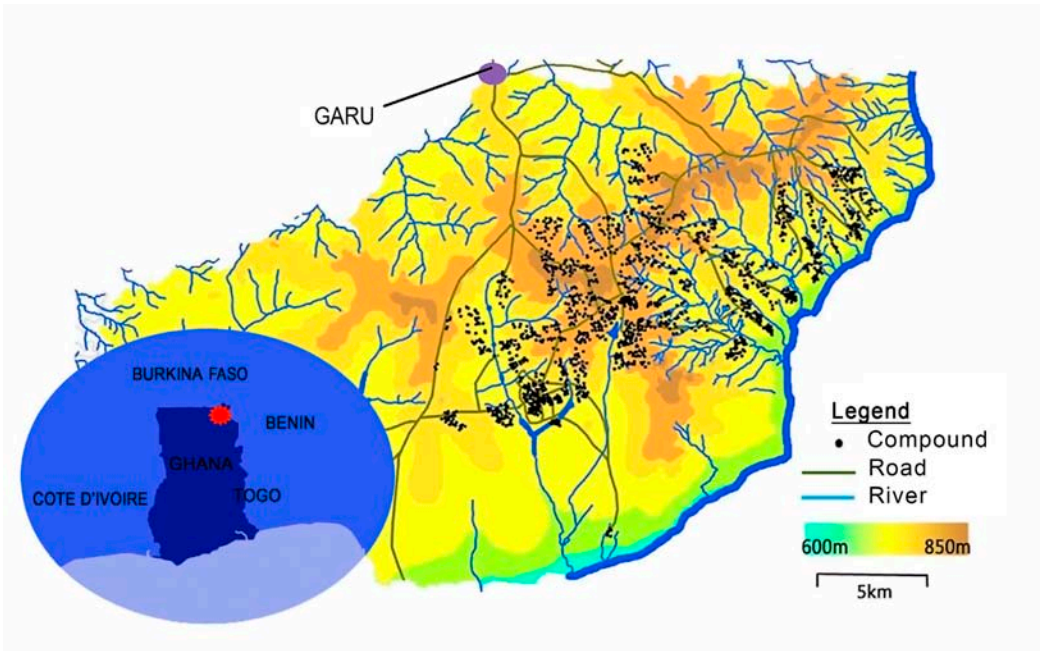 GARU
BURKINA FASO
BENIN
GHANA
COTE D'IVOIRE
TOGO
Legend
Compound
Road
River
600m 850m
5km